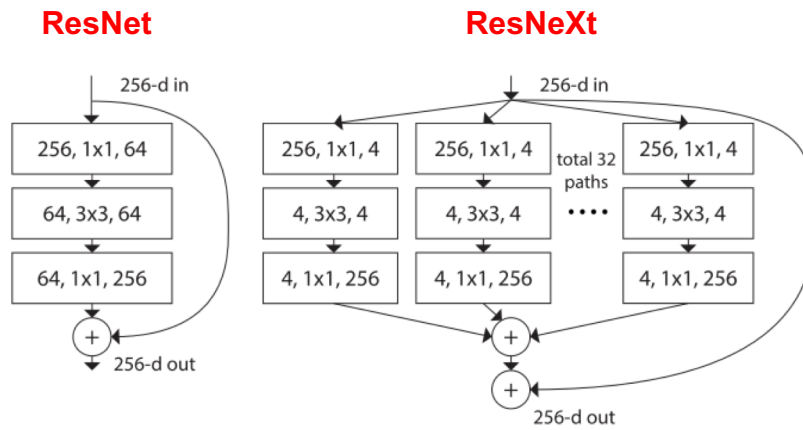 ResNet
256-d in
256, 1x1, 64
64, 3x3, 64
64, 1x1, 256
+
256-d out
ResNeXt
256-d in
256, 1x1, 4
256, 1x1, 4
total 32
paths
....
256, 1x1, 4
4, 3x3, 4
4, 3x3, 4
4, 3x3, 4
4, 1x1, 256
4, 1x1, 256
4, 1x1, 256
+
+
256-d out